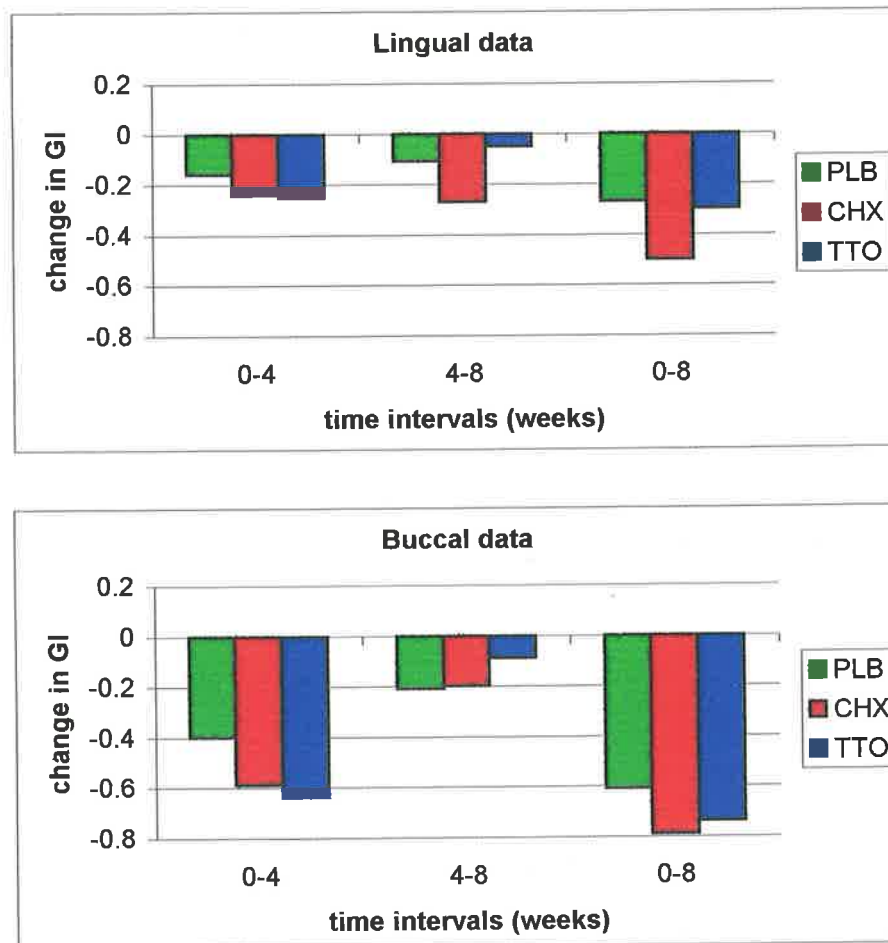 Lingual data
0.2
0
-0.2
-0.4
-0.6
-0.8
change in GI
0-4
4-8
0-8
time intervals (weeks)
PLB
CHX
TTO
Buccal data
0.2
0
-0.2
-0.4
-0.6
-0.8
change in GI
0-4
4-8
0-8
time intervals (weeks)
PLB
CHX
TTO